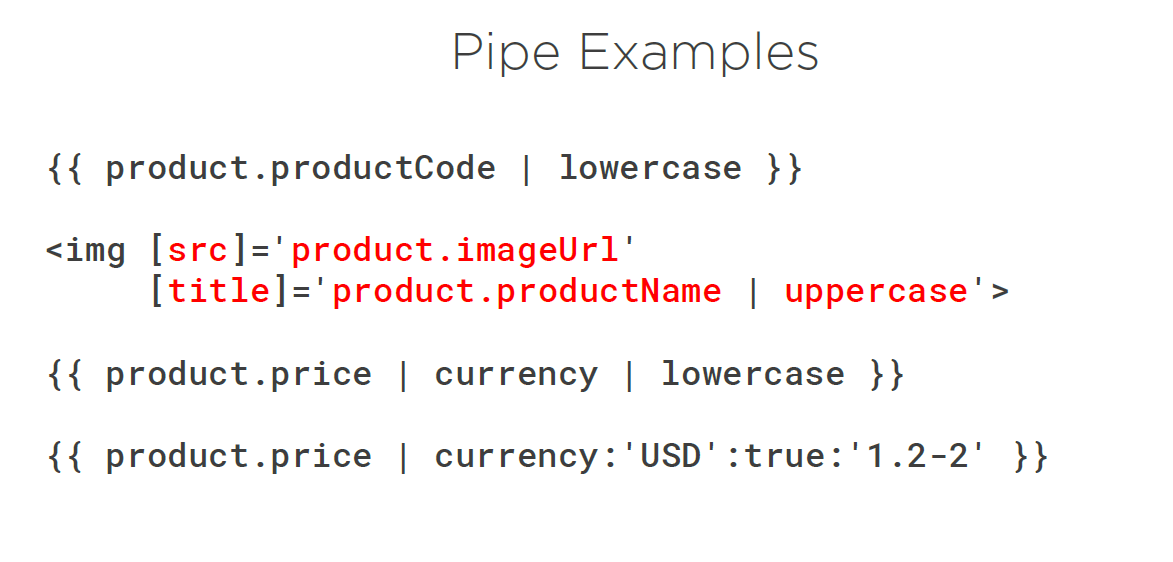 Pipe Examples
{{ product.productCode | lowercase }}
<img [src]='product.imageUrl'
[title]='product.productName | uppercase'>
{{ product.price | currency | lowercase }}
{{ product.price | currency:'USD':true:'1.2-2' }}